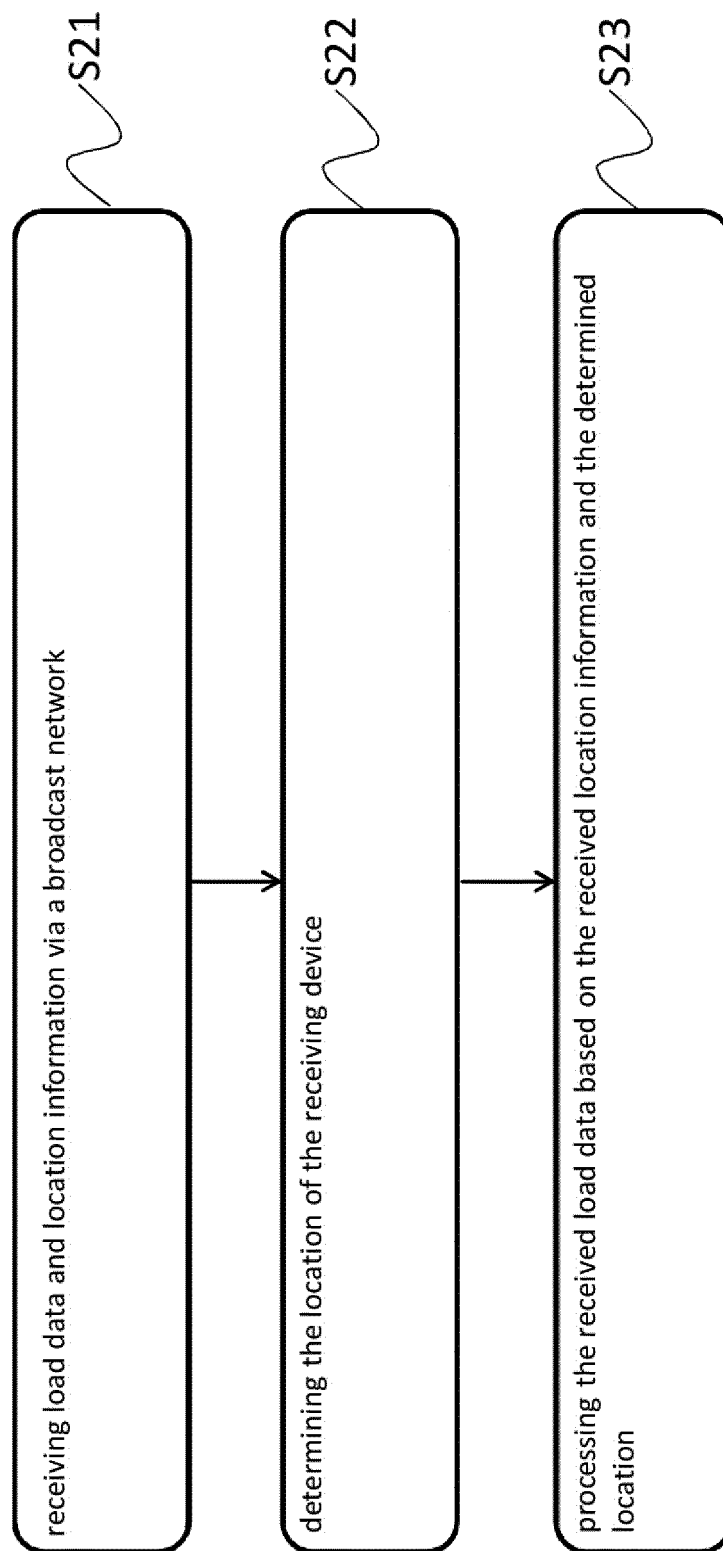 receiving load data and location information via a broadcast network
S21
determining the location of the receiving device
S22
processing the received load data based on the received location information and the determined
location
S23